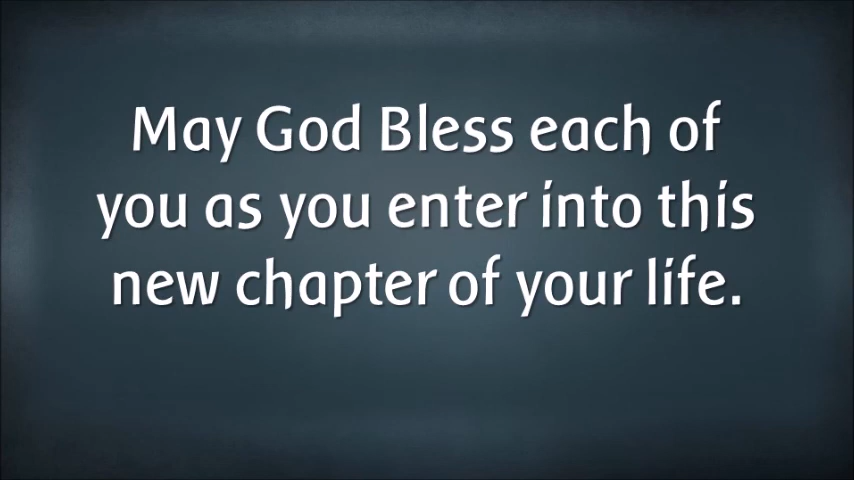 May God Bless each of
you as you enter into this
new chapter of your life.